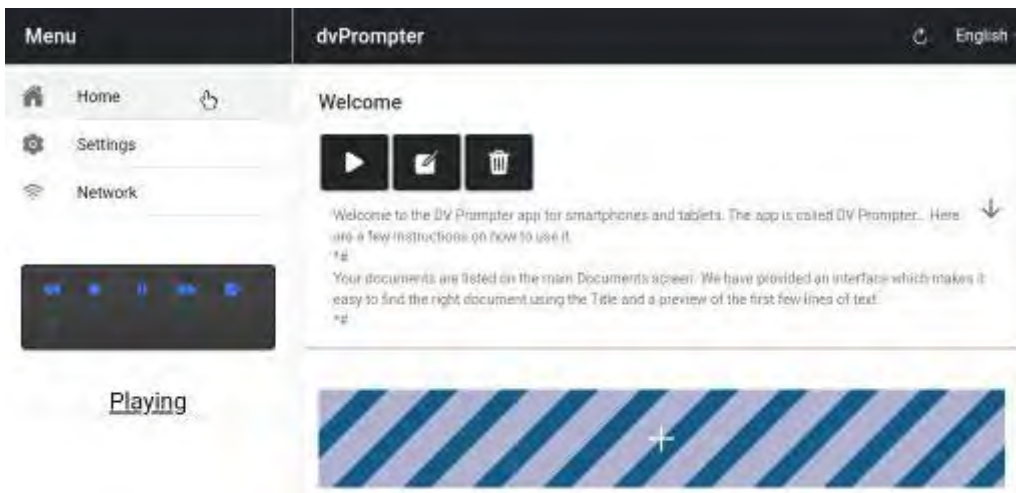 Menu
dvPrompter
English
Home
Settings
Network
Playing
Welcome
Welcome to the DV Prompter app for smartphones and tablets. The app is called DV Prompter... Here
are a few instructions on how to use it.
*#
Your documents are listed on the main Documents screen. We have provided an interface which makes it
easy to find the right document using the Title and a preview of the first few lines of text.
*#